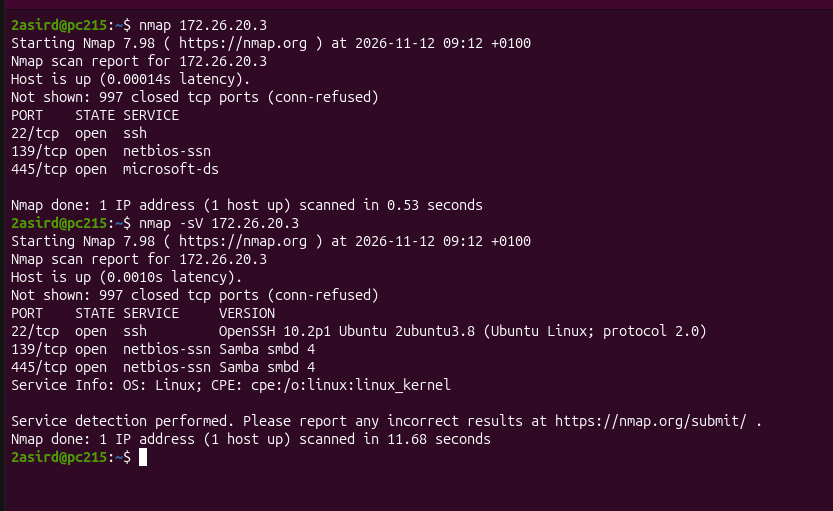 2asird@pc215:~$ nmap 172.26.20.3
Starting Nmap 7.98 ( https://nmap.org ) at 2026-11-12 09:12 +0100
Nmap scan report for 172.26.20.3
Host is up (0.00014s latency).
Not shown: 997 closed tcp ports (conn-refused)
PORT    STATE SERVICE
22/tcp  open  ssh
139/tcp open  netbios-ssn
445/tcp open  microsoft-ds

Nmap done: 1 IP address (1 host up) scanned in 0.53 seconds
2asird@pc215:~$ nmap -sV 172.26.20.3
Starting Nmap 7.98 ( https://nmap.org ) at 2026-11-12 09:12 +0100
Nmap scan report for 172.26.20.3
Host is up (0.0010s latency).
Not shown: 997 closed tcp ports (conn-refused)
PORT    STATE SERVICE     VERSION
22/tcp  open  ssh         OpenSSH 10.2p1 Ubuntu 2ubuntu3.8 (Ubuntu Linux; protocol 2.0)
139/tcp open  netbios-ssn Samba smbd 4
445/tcp open  netbios-ssn Samba smbd 4
Service Info: OS: Linux; CPE: cpe:/o:linux:linux_kernel

Service detection performed. Please report any incorrect results at https://nmap.org/submit/ .
Nmap done: 1 IP address (1 host up) scanned in 11.68 seconds
2asird@pc215:~$